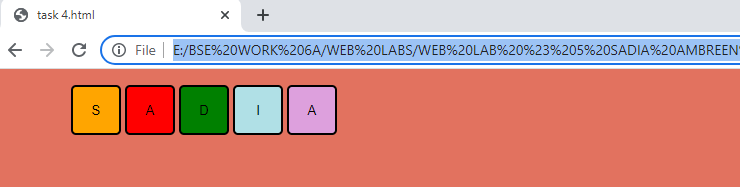 task 4.html
File
E:/BSE%20WORK%206A/WEB%20LABS/WEB%20LAB%20%23%205%20SADIA%20AMBREEN
S A D I A